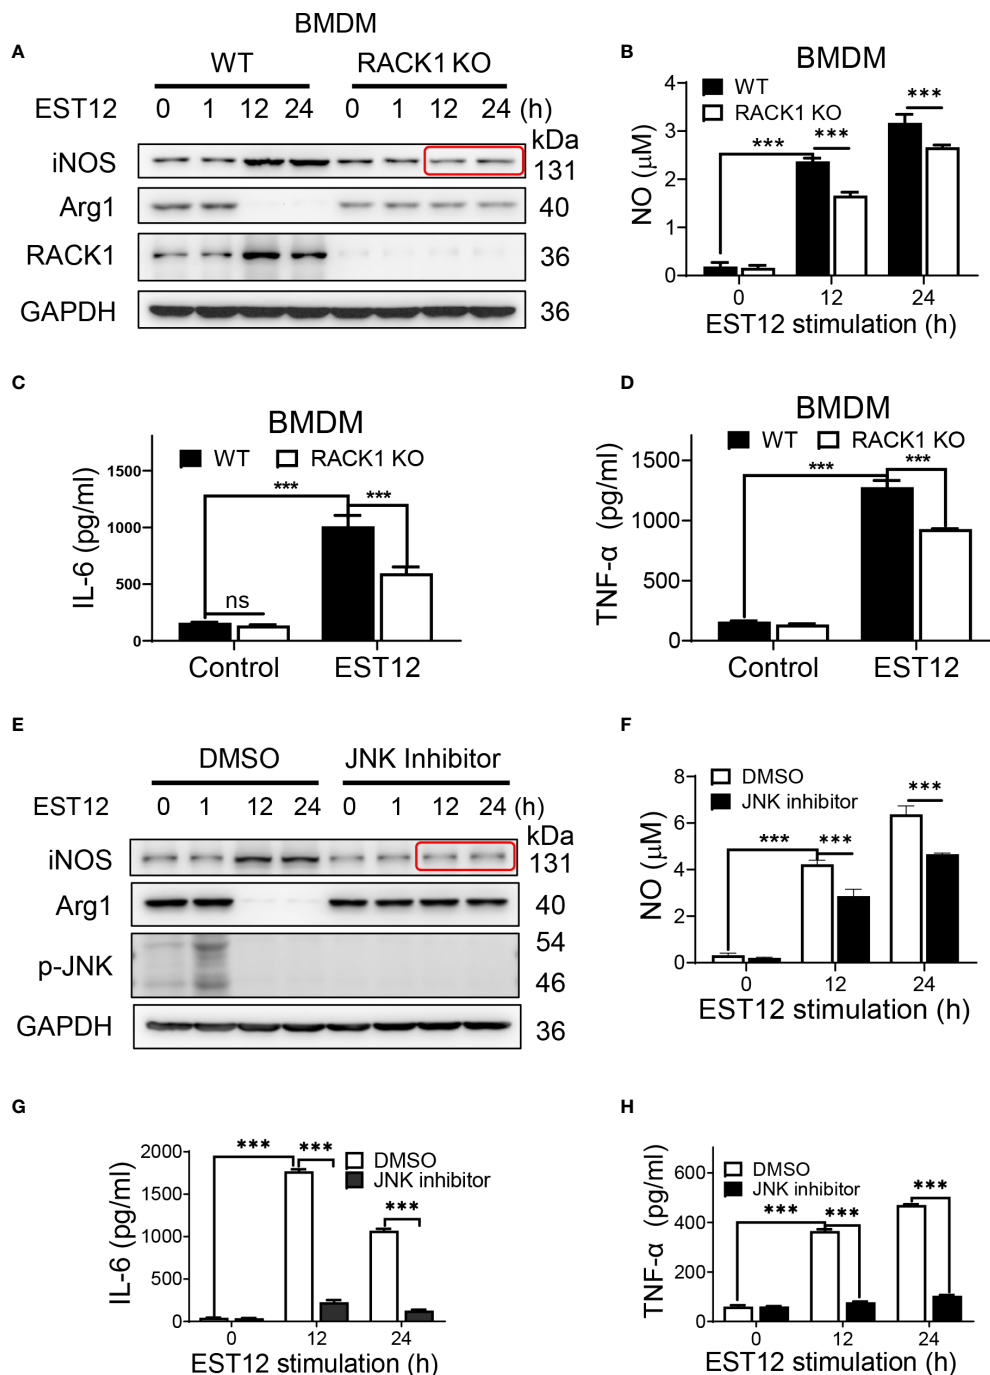 A
BMDM
WT RACK1 KO
EST12 0 1 12 24 0 1 12 24 (h)
kDa
iNOS 131
Arg1 40
RACK1 36
GAPDH 36
B
BMDM
WT
RACK1 KO
NO (μM)
4
3
2
1
0
*** *** ***
0 12 24
EST12 stimulation (h)
C
BMDM
WT RACK1 KO
IL-6 (pg/ml)
1500
1000
500
0
ns *** ***
Control EST12
D
BMDM
WT RACK1 KO
TNF-α (pg/ml)
1500
1000
500
0
*** ***
Control EST12
E
DMSO JNK Inhibitor
EST12 0 1 12 24 0 1 12 24 (h)
kDa
iNOS 131
Arg1 40
p-JNK 54
46
GAPDH 36
F
DMSO
JNK inhibitor
NO (μM)
8
6
4
2
0
*** *** ***
0 12 24
EST12 stimulation (h)
G
DMSO
JNK inhibitor
IL-6 (pg/ml)
2000
1500
1000
500
0
*** *** ***
0 12 24
EST12 stimulation (h)
H
DMSO
JNK inhibitor
TNF-α (pg/ml)
600
400
200
0
*** *** ***
0 12 24
EST12 stimulation (h)